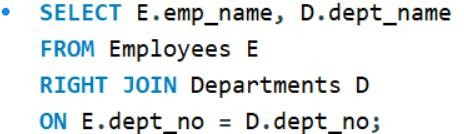 SELECT E.emp_name, D.dept_name
FROM Employees E
RIGHT JOIN Departments D
ON E.dept_no = D.dept_no;